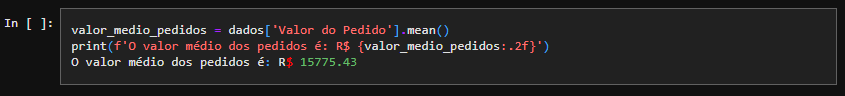 In [ ]:
valor_medio_pedidos = dados['Valor do Pedido'].mean()
print(f'O valor médio dos pedidos é: R$ {valor_medio_pedidos:.2f}')
O valor médio dos pedidos é: R$ 15775.43